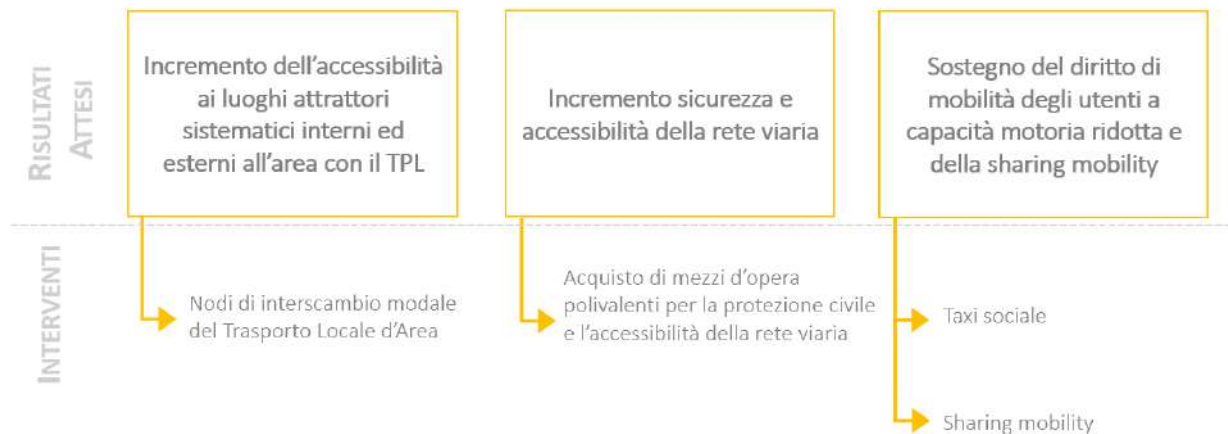 RISULTATI
ATTESI
Incremento dell'accessibilità
ai luoghi attrattori
sistematici interni ed
esterni all'area con il TPL
Incremento sicurezza e
accessibilità della rete viaria
Sostegno del diritto di
mobilità degli utenti a
capacità motoria ridotta e
della sharing mobility
INTERVENTI
Nodi di interscambio modale
del Trasporto Locale d'Area
Acquisto di mezzi d'opera
polivalenti per la protezione civile
e l'accessibilità della rete viaria
Taxi sociale
Sharing mobility